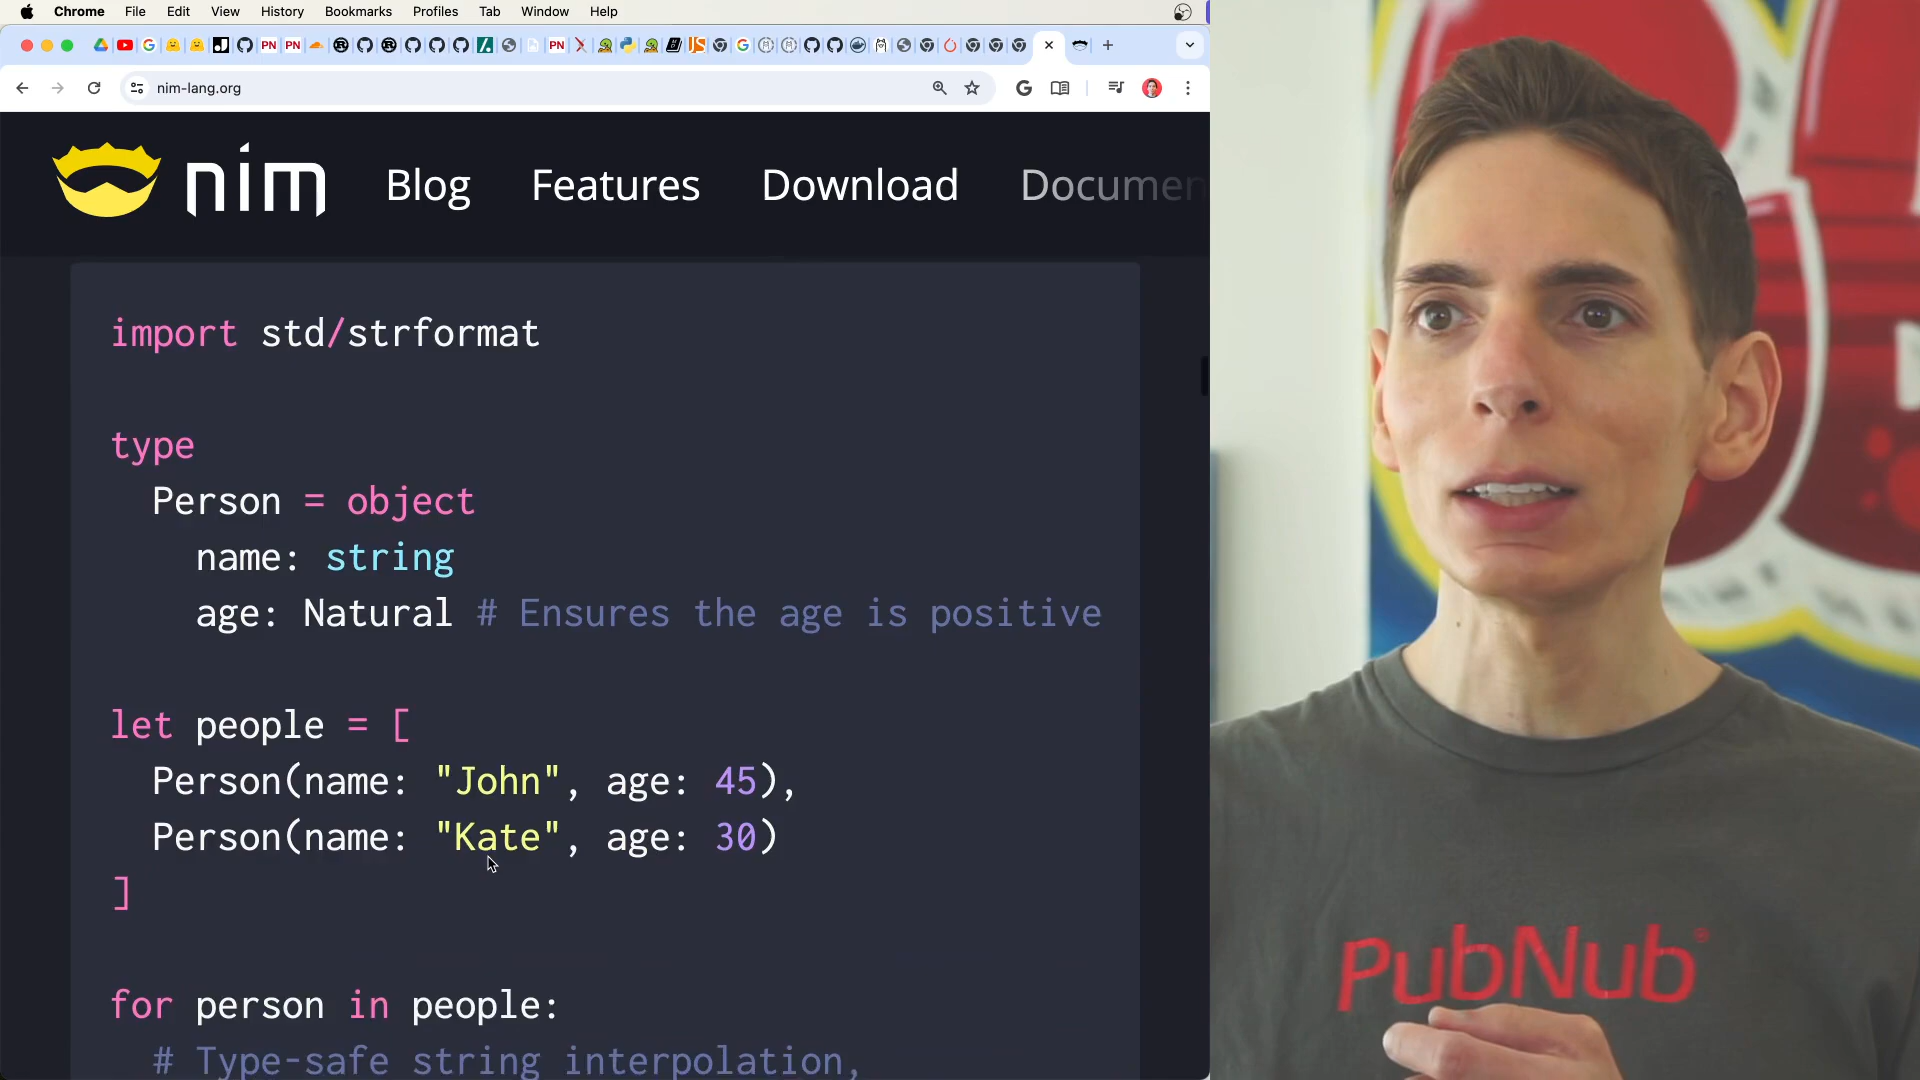 Chrome File Edit View History Bookmarks Profiles Tab Window Help
nim-lang.org
nim Blog Features Download Documen
import std/strformat
type
Person = object
name: string
age: Natural # Ensures the age is positive
let people = [
Person(name: "John", age: 45),
Person(name: "Kate", age: 30)
]
for person in people:
# Type-safe string interpolation,
PubNub®